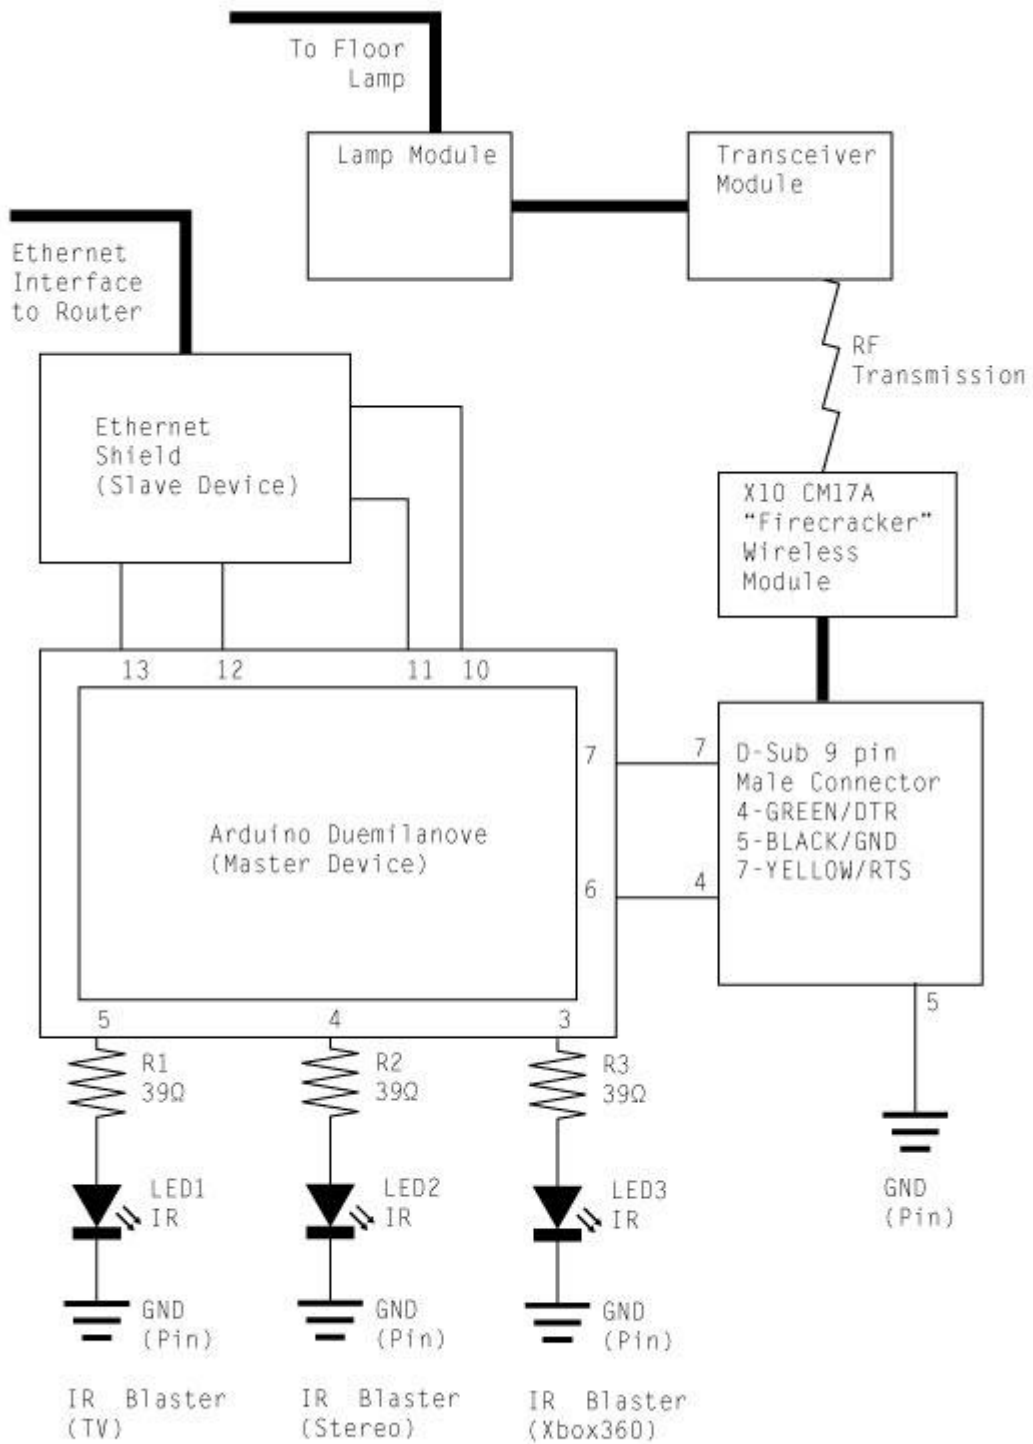 To Floor
Lamp
Lamp Module
Transceiver
Module
Ethernet
Interface
to Router
RF
Transmission
Ethernet
Shield
(Slave Device)
X10 CM17A
“Firecracker”
Wireless
Module
13 12 11 10
7
7
D-Sub 9 pin
Male Connector
4-GREEN/DTR
5-BLACK/GND
7-YELLOW/RTS
Arduino Duemilanove
(Master Device)
6
4
5
5 4 3
R1
39Ω
R2
39Ω
R3
39Ω
LED1
IR
LED2
IR
LED3
IR
GND
(Pin)
GND
(Pin)
GND
(Pin)
GND
(Pin)
IR Blaster
(TV)
IR Blaster
(Stereo)
IR Blaster
(Xbox360)